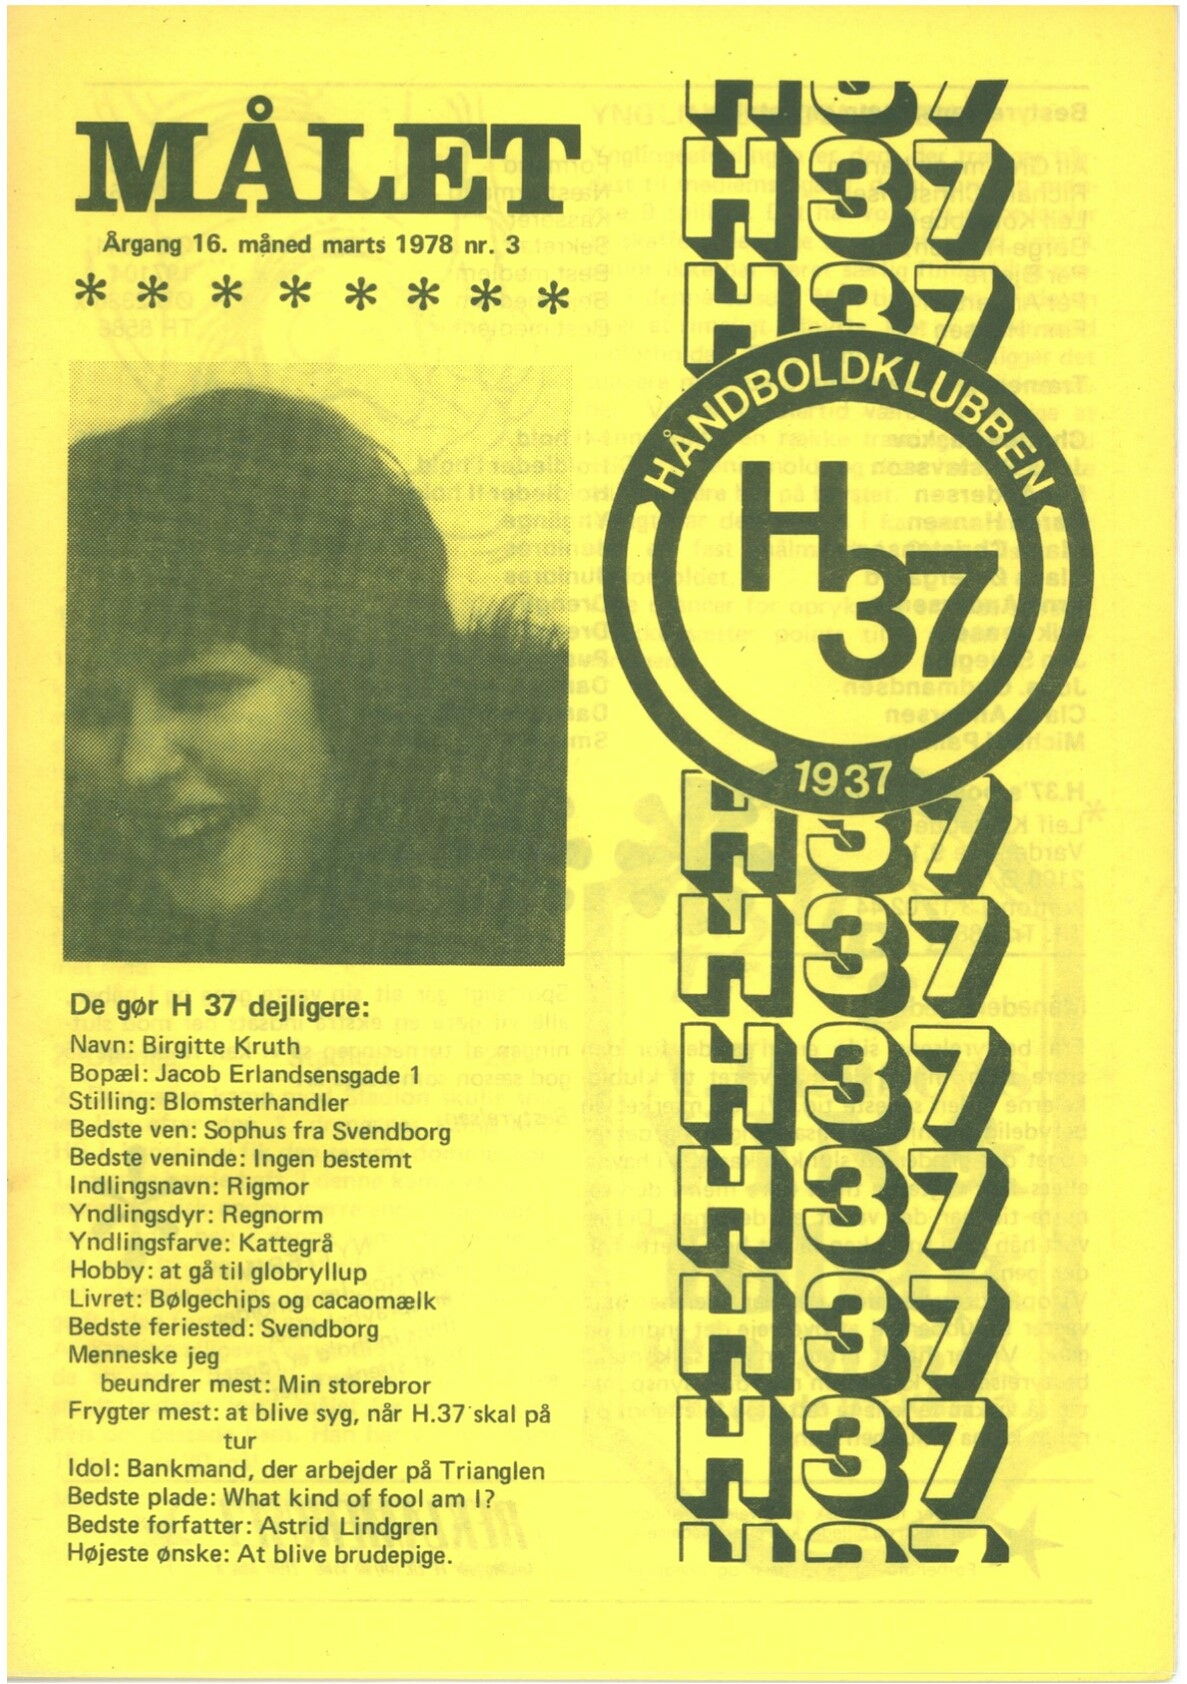 MÅLET
Årgang 16. måned marts 1978 nr. 3
* * * * * * * *
De gør H 37 dejligere:
Navn: Birgitte Kruth
Bopæl: Jacob Erlandsensgade 1
Stilling: Blomsterhandler
Bedste ven: Sophus fra Svendborg
Bedste veninde: Ingen bestemt
Indlingsnavn: Rigmor
Yndlingsdyr: Regnorm
Yndlingsfarve: Kattegrå
Hobby: at gå til globryllup
Livret: Bølgechips og cacaomælk
Bedste feriested: Svendborg
Menneske jeg
beundrer mest: Min storebror
Frygter mest: at blive syg, når H.37 skal på
tur
Idol: Bankmand, der arbejder på Trianglen
Bedste plade: What kind of fool am I?
Bedste forfatter: Astrid Lindgren
Højeste ønske: At blive brudepige.
H37
H37
H37
HÅNDBOLDKLUBBEN
H 37
1937
H37
H37
H37
H37
H37
H37
H37